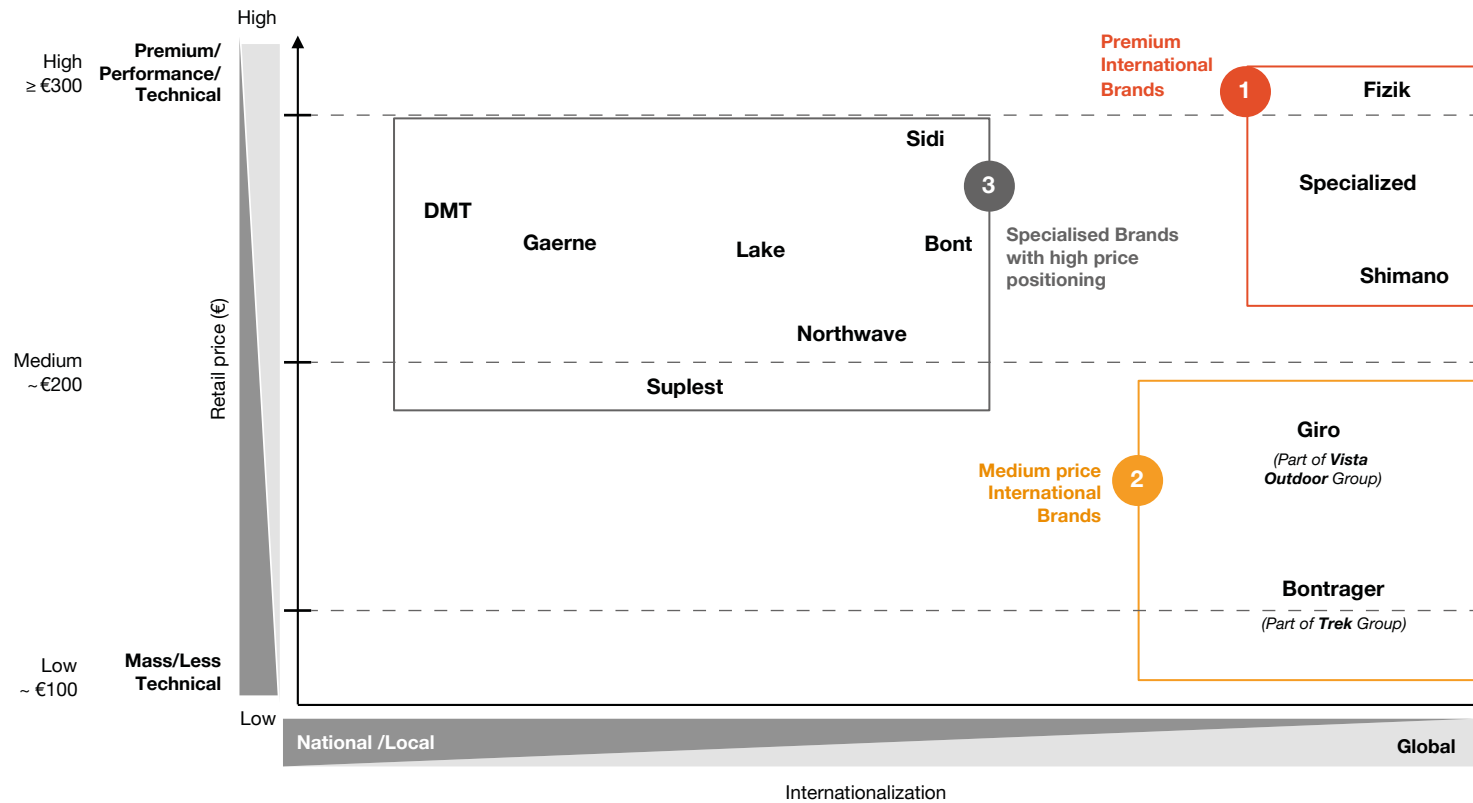 High
Premium/
Performance/
Technical
High
≥ €300
Premium
International
Brands
1
Fizik
Sidi
3
Specialized
DMT
Gaerne
Lake
Bont
Specialised Brands
with high price
positioning
Shimano
Northwave
Retail price (€)
Medium
~ €200
Suplest
Giro
(Part of Vista
Outdoor Group)
Medium price
International
Brands
2
Bontrager
(Part of Trek Group)
Low
~ €100
Mass/Less
Technical
Low
National /Local
Global
Internationalization